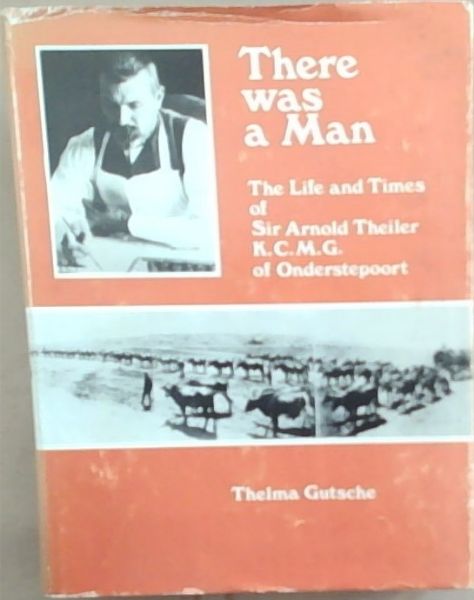 There
was
a Man
The Life and Times
of
Sir Arnold Theiler
K.C.M.G.
of Onderstepoort
Thelma Gutsche